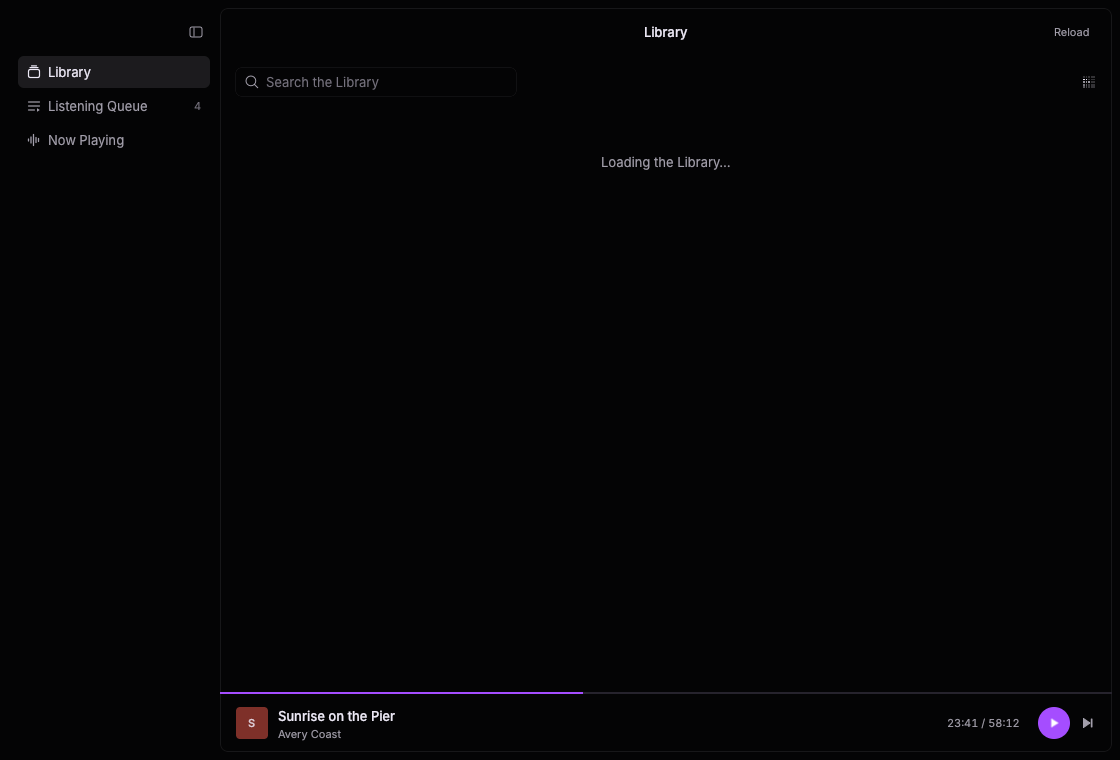 Library
Listening Queue 4
Now Playing
Library
Reload
Search the Library
Loading the Library...
S
Sunrise on the Pier
Avery Coast
23:41 / 58:12